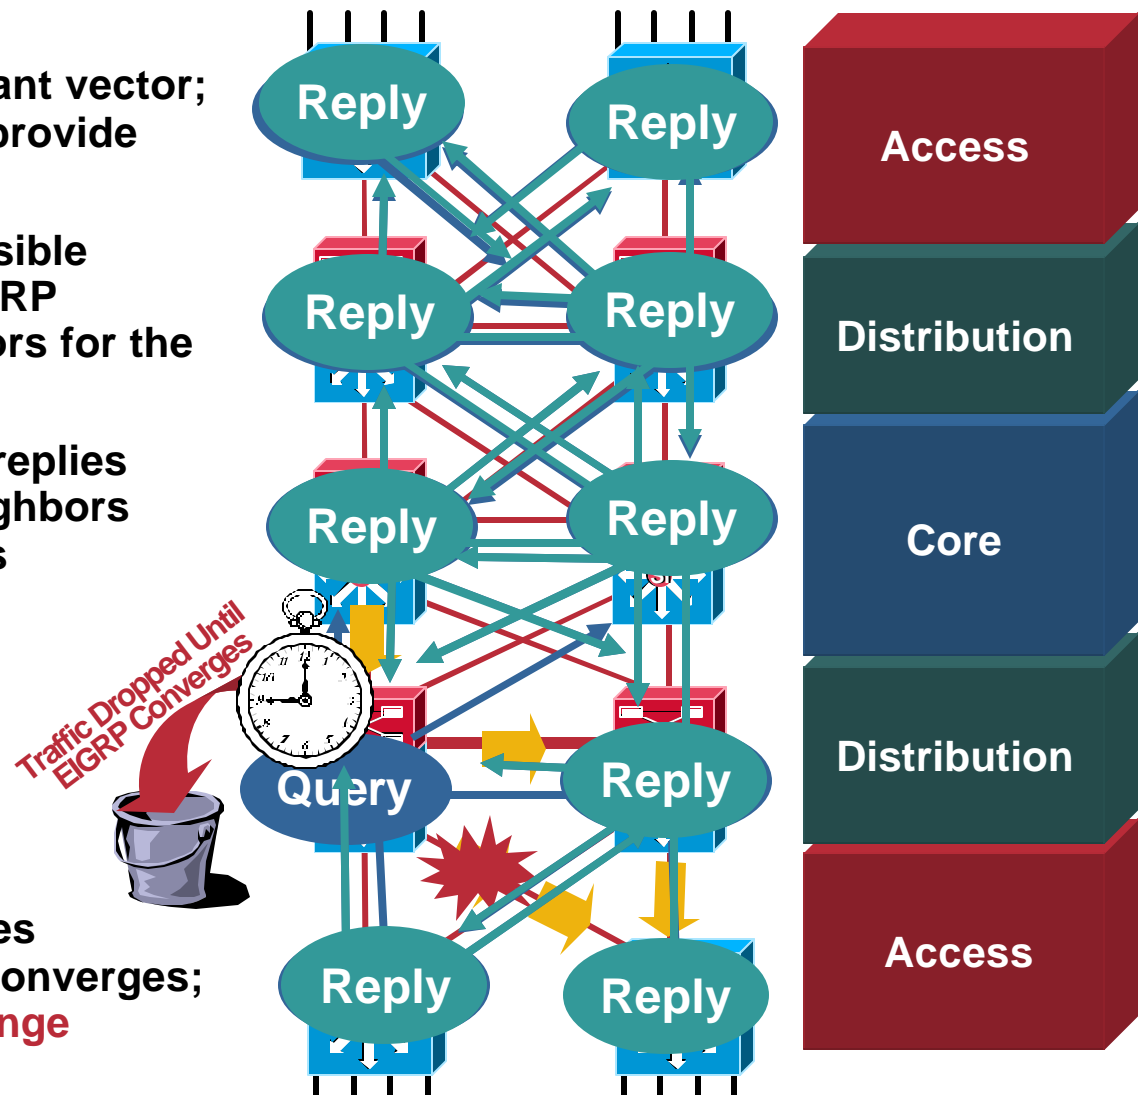 ant vector;
provide
sible
RP
ors for the
replies
ghbors
s
Traffic Dropped Until
EIGRP Converges
es
onverges;
nge
Reply
Reply
Reply
Reply
Reply
Reply
Query
Reply
Reply
Reply
Access
Distribution
Core
Distribution
Access